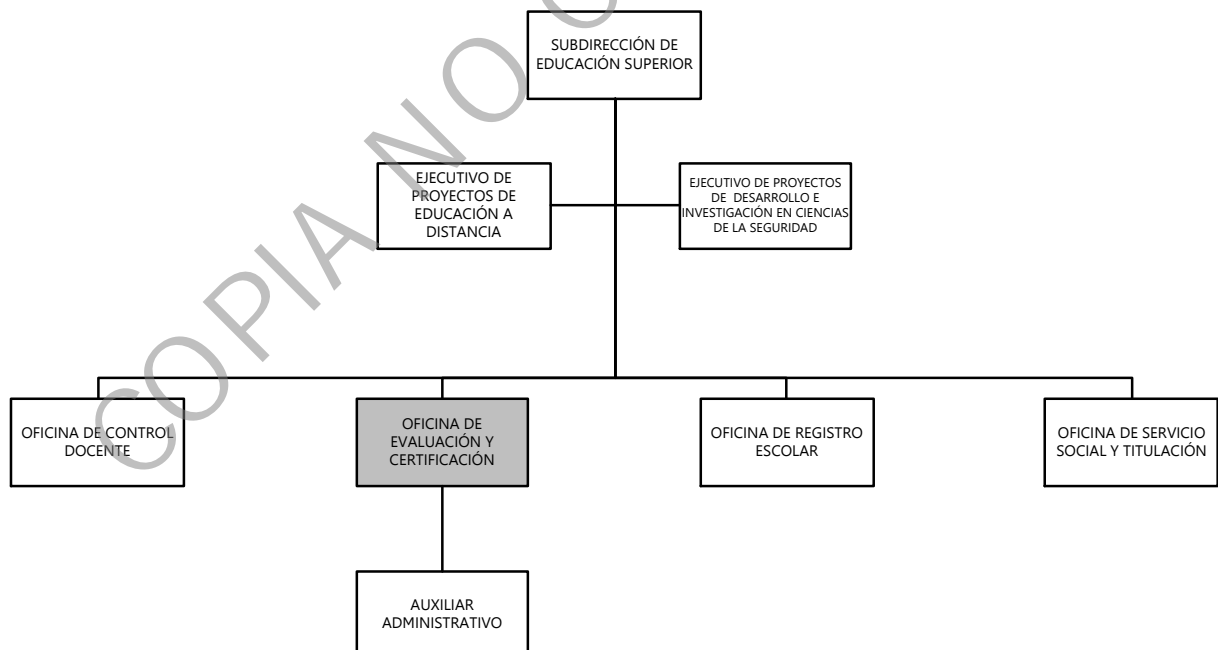 SUBDIRECCIÓN DE
EDUCACIÓN SUPERIOR
EJECUTIVO DE
PROYECTOS DE
EDUCACIÓN A
DISTANCIA
EJECUTIVO DE PROYECTOS
DE DESARROLLO E
INVESTIGACIÓN EN CIENCIAS
DE LA SEGURIDAD
OFICINA DE CONTROL
DOCENTE
OFICINA DE
EVALUACIÓN Y
CERTIFICACIÓN
OFICINA DE REGISTRO
ESCOLAR
OFICINA DE SERVICIO
SOCIAL Y TITULACIÓN
AUXILIAR
ADMINISTRATIVO
COPIA NO